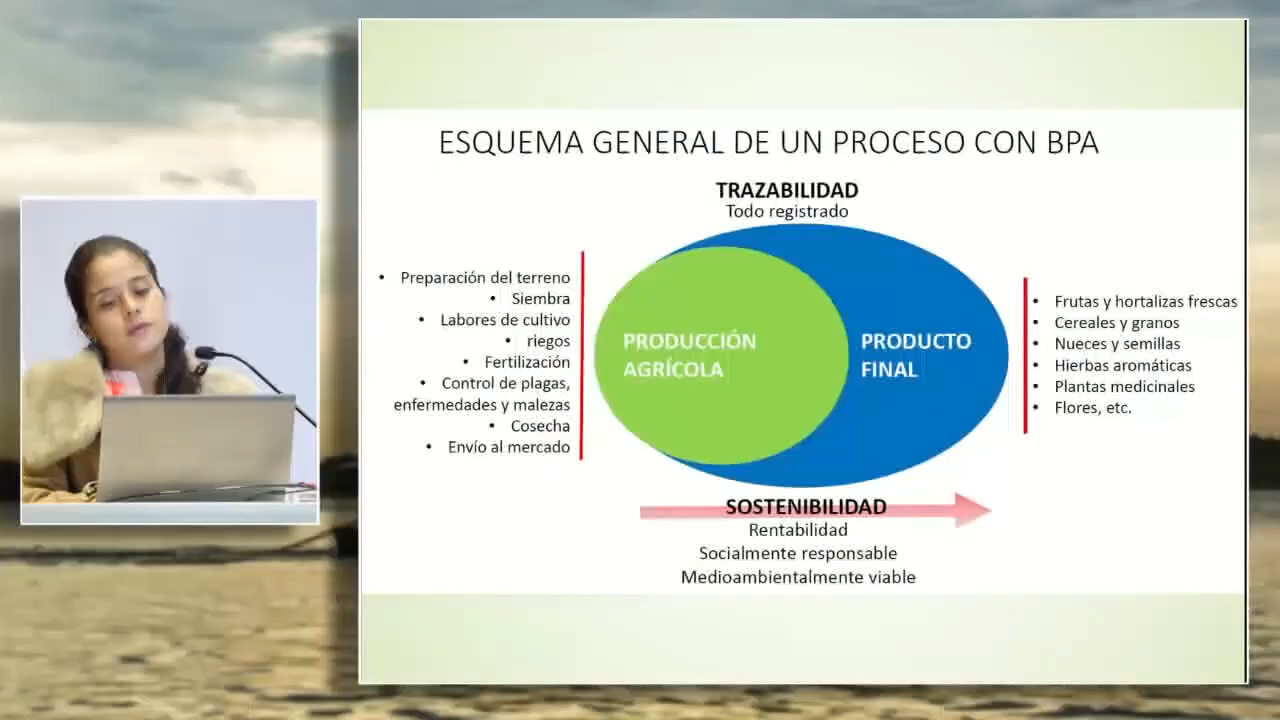 ESQUEMA GENERAL DE UN PROCESO CON BPA
TRAZABILIDAD
Todo registrado
• Preparación del terreno
• Siembra
• Labores de cultivo
• riegos
• Fertilización
• Control de plagas,
enfermedades y malezas
• Cosecha
• Envío al mercado
PRODUCCIÓN
AGRÍCOLA
PRODUCTO
FINAL
• Frutas y hortalizas frescas
• Cereales y granos
• Nueces y semillas
• Hierbas aromáticas
• Plantas medicinales
• Flores, etc.
SOSTENIBILIDAD
Rentabilidad
Socialmente responsable
Medioambientalmente viable